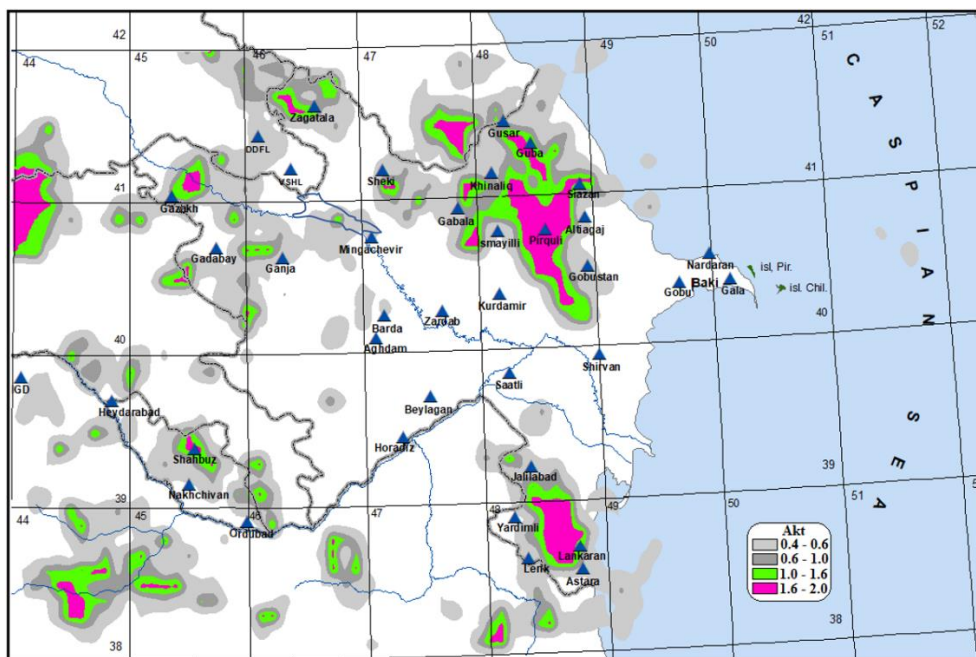 42
51
52
44
45
46
47
48
49
50
42
C
A
S
P
I
A
N
Zagatala
Gusar
DDFL
Guba
41
YSHL
Sheki
Khinaliq
Siazan
41
Gazakh
Gabala
Altiagaj
Ismayilli
Pirquli
Mingachevir
Gadabay
Ganja
Gobustan
Nardaran
isl, Pir.
Gobu
Baki
Gala
isl. Chil.
Kurdamir
Zardab
Barda
40
Aghdam
40
Shirvan
GD
Saatli
Heydarabad
Beylagan
S
E
A
Horadiz
Shahbuz
39
Jalilabad
Nakhchivan
39
44
45
46
47
48
49
50
51
Yardimli
Ordubad
Lankaran
Lerik
Astara
Akt
0.4 - 0.6
0.6 - 1.0
1.0 - 1.6
1.6 - 2.0
38
38